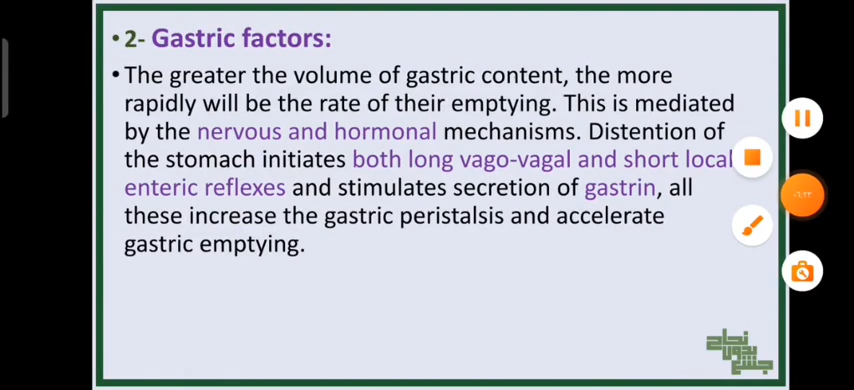 • 2- Gastric factors:
• The greater the volume of gastric content, the more
rapidly will be the rate of their emptying. This is mediated
by the nervous and hormonal mechanisms. Distention of
the stomach initiates both long vago-vagal and short local
enteric reflexes and stimulates secretion of gastrin, all
these increase the gastric peristalsis and accelerate
gastric emptying.
نجاح
بدون